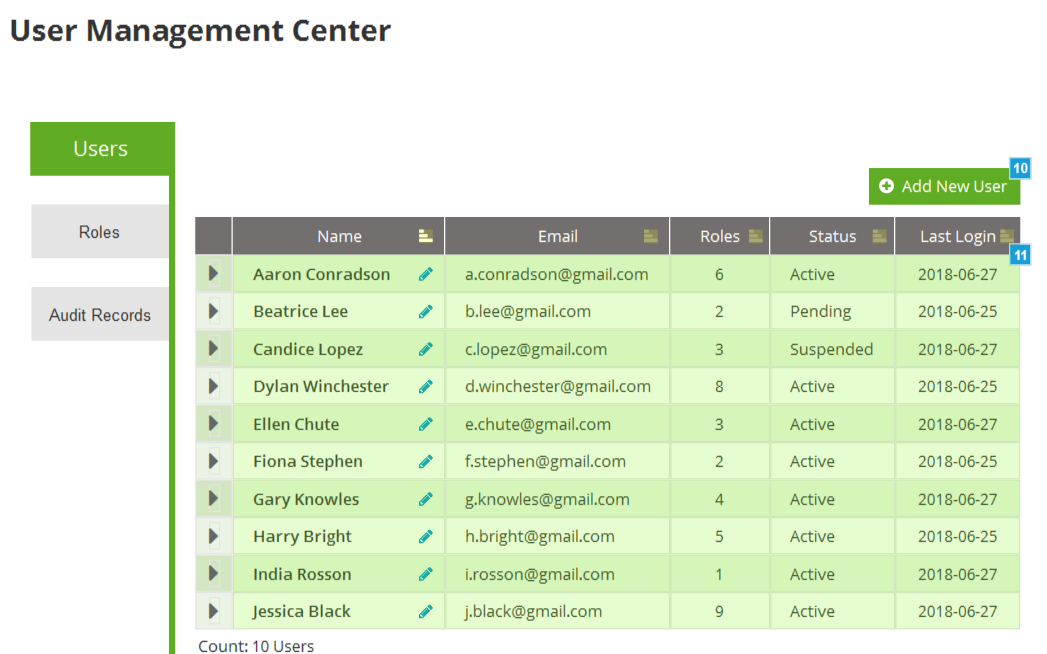 User Management Center
Users
Roles
Audit Records
10
Add New User
Name Email Roles Status Last Login
11
Aaron Conradson a.conradson@gmail.com 6 Active 2018-06-27
Beatrice Lee b.lee@gmail.com 2 Pending 2018-06-25
Candice Lopez c.lopez@gmail.com 3 Suspended 2018-06-27
Dylan Winchester d.winchester@gmail.com 8 Active 2018-06-25
Ellen Chute e.chute@gmail.com 3 Active 2018-06-27
Fiona Stephen f.stephen@gmail.com 2 Active 2018-06-25
Gary Knowles g.knowles@gmail.com 4 Active 2018-06-27
Harry Bright h.bright@gmail.com 5 Active 2018-06-25
India Rosson i.rosson@gmail.com 1 Active 2018-06-27
Jessica Black j.black@gmail.com 9 Active 2018-06-27
Count: 10 Users